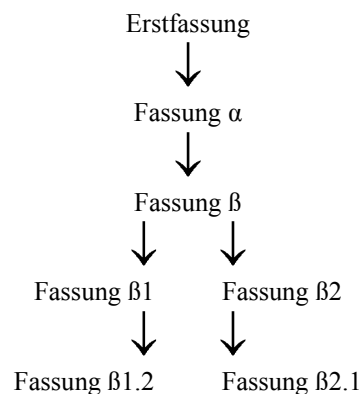 Erstfassung
Fassung α
Fassung ß
Fassung ß1 Fassung ß2
Fassung ß1.2 Fassung ß2.1